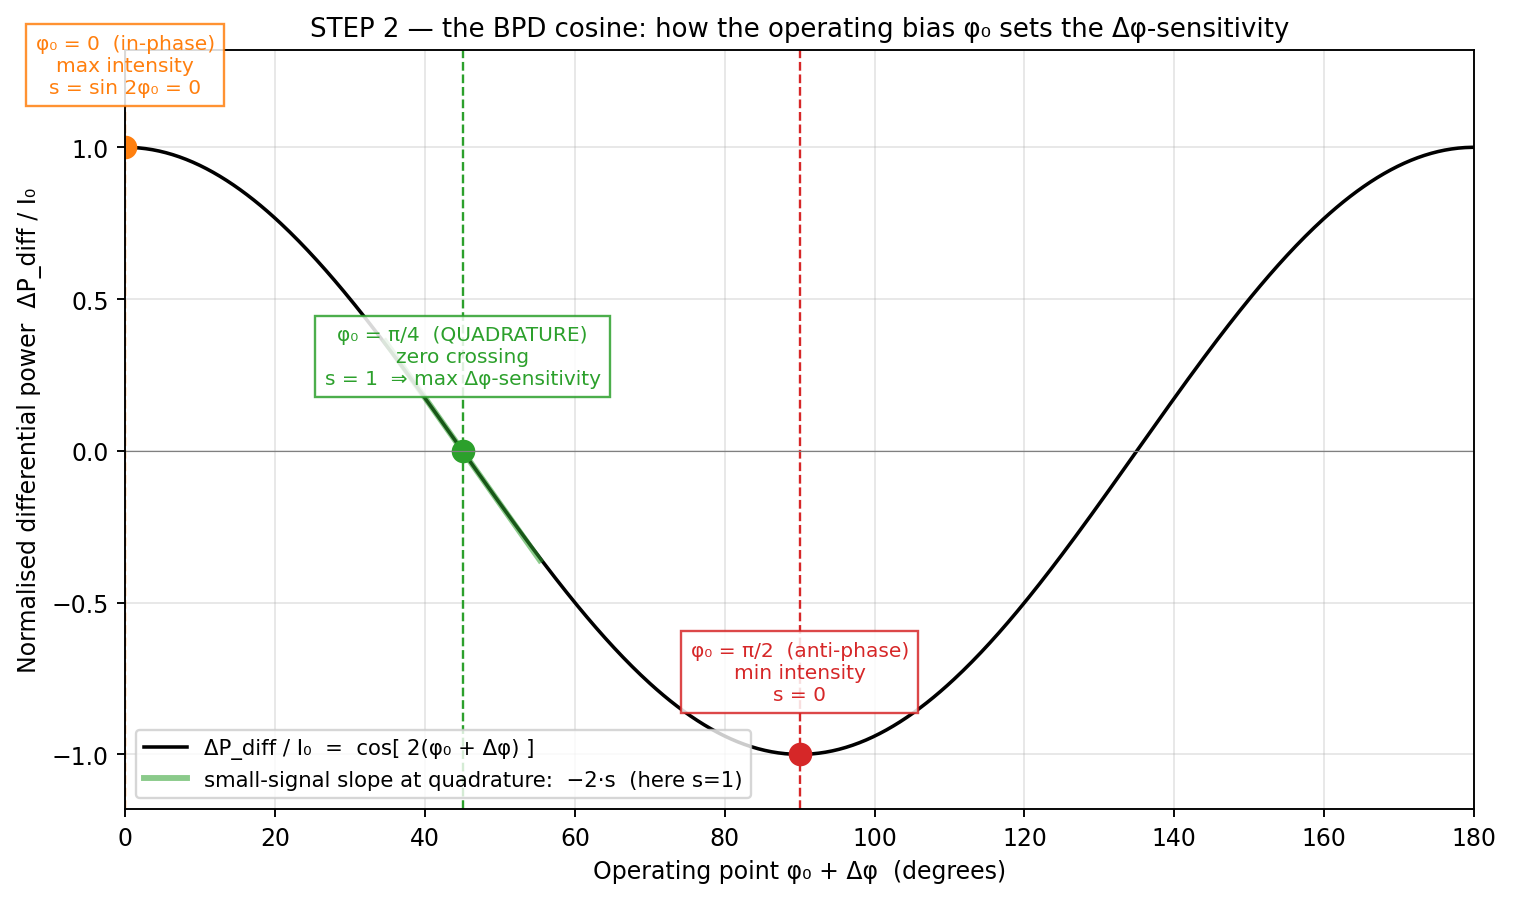 STEP 2 — the BPD cosine: how the operating bias φ₀ sets the Δφ-sensitivity
φ₀ = 0 (in-phase)
max intensity
s = sin 2φ₀ = 0
Normalised differential power ΔP_diff / I₀
1.0
0.5
0.0
−0.5
−1.0
φ₀ = π/4 (QUADRATURE)
zero crossing
s = 1 ⇒ max Δφ-sensitivity
φ₀ = π/2 (anti-phase)
min intensity
s = 0
ΔP_diff / I₀ = cos[ 2(φ₀ + Δφ) ]
small-signal slope at quadrature: −2·s (here s=1)
0 20 40 60 80 100 120 140 160 180
Operating point φ₀ + Δφ (degrees)